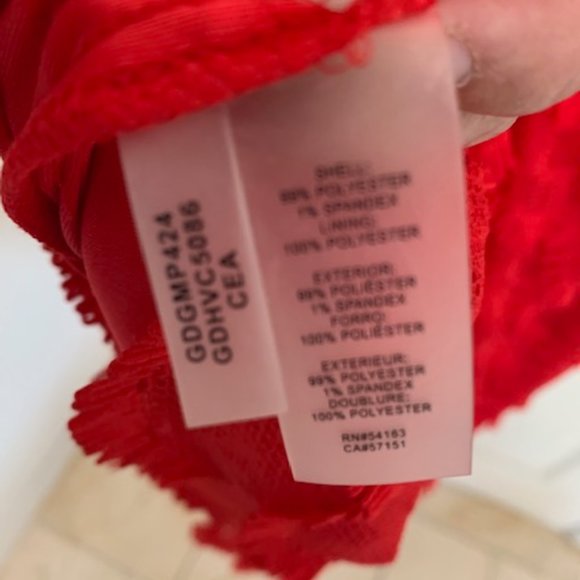 GDGMP424
GDHVC5086
CEA
SHELL:
99% POLYESTER
1% SPANDEX
LINING:
100% POLYESTER
EXTERIOR:
99% POLIÉSTER
1% SPANDEX
FORRO:
100% POLIÉSTER
EXTERIEUR:
99% POLYESTER
1% SPANDEX
DOUBLURE:
100% POLYESTER
RN#54163
CA#57151